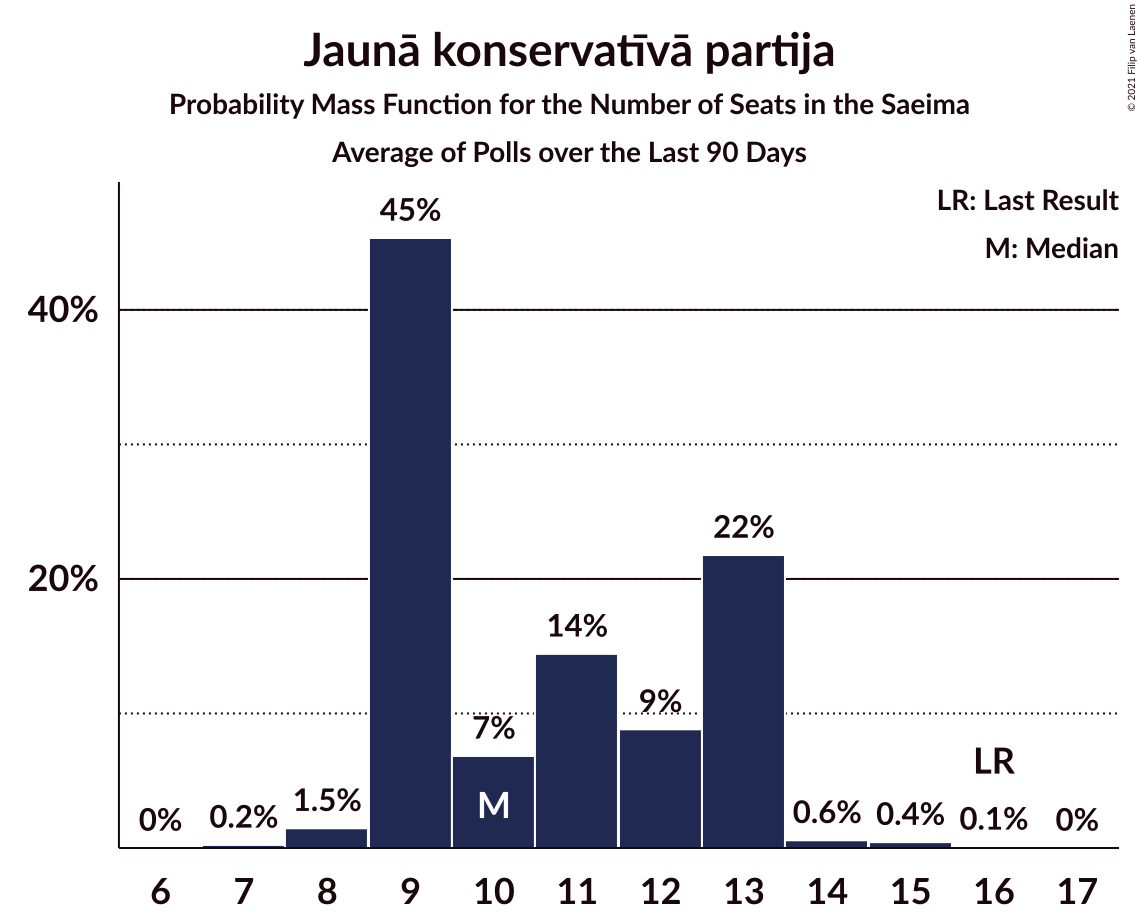 Jaunā konservatīvā partija
Probability Mass Function for the Number of Seats in the Saeima
Average of Polls over the Last 90 Days
© 2021 Filip van Laenen
LR: Last Result
M: Median
40%
20%
0%
0.2%
1.5%
45%
7%
14%
9%
22%
0.6%
0.4%
0.1%
0%
M
LR
6 7 8 9 10 11 12 13 14 15 16 17